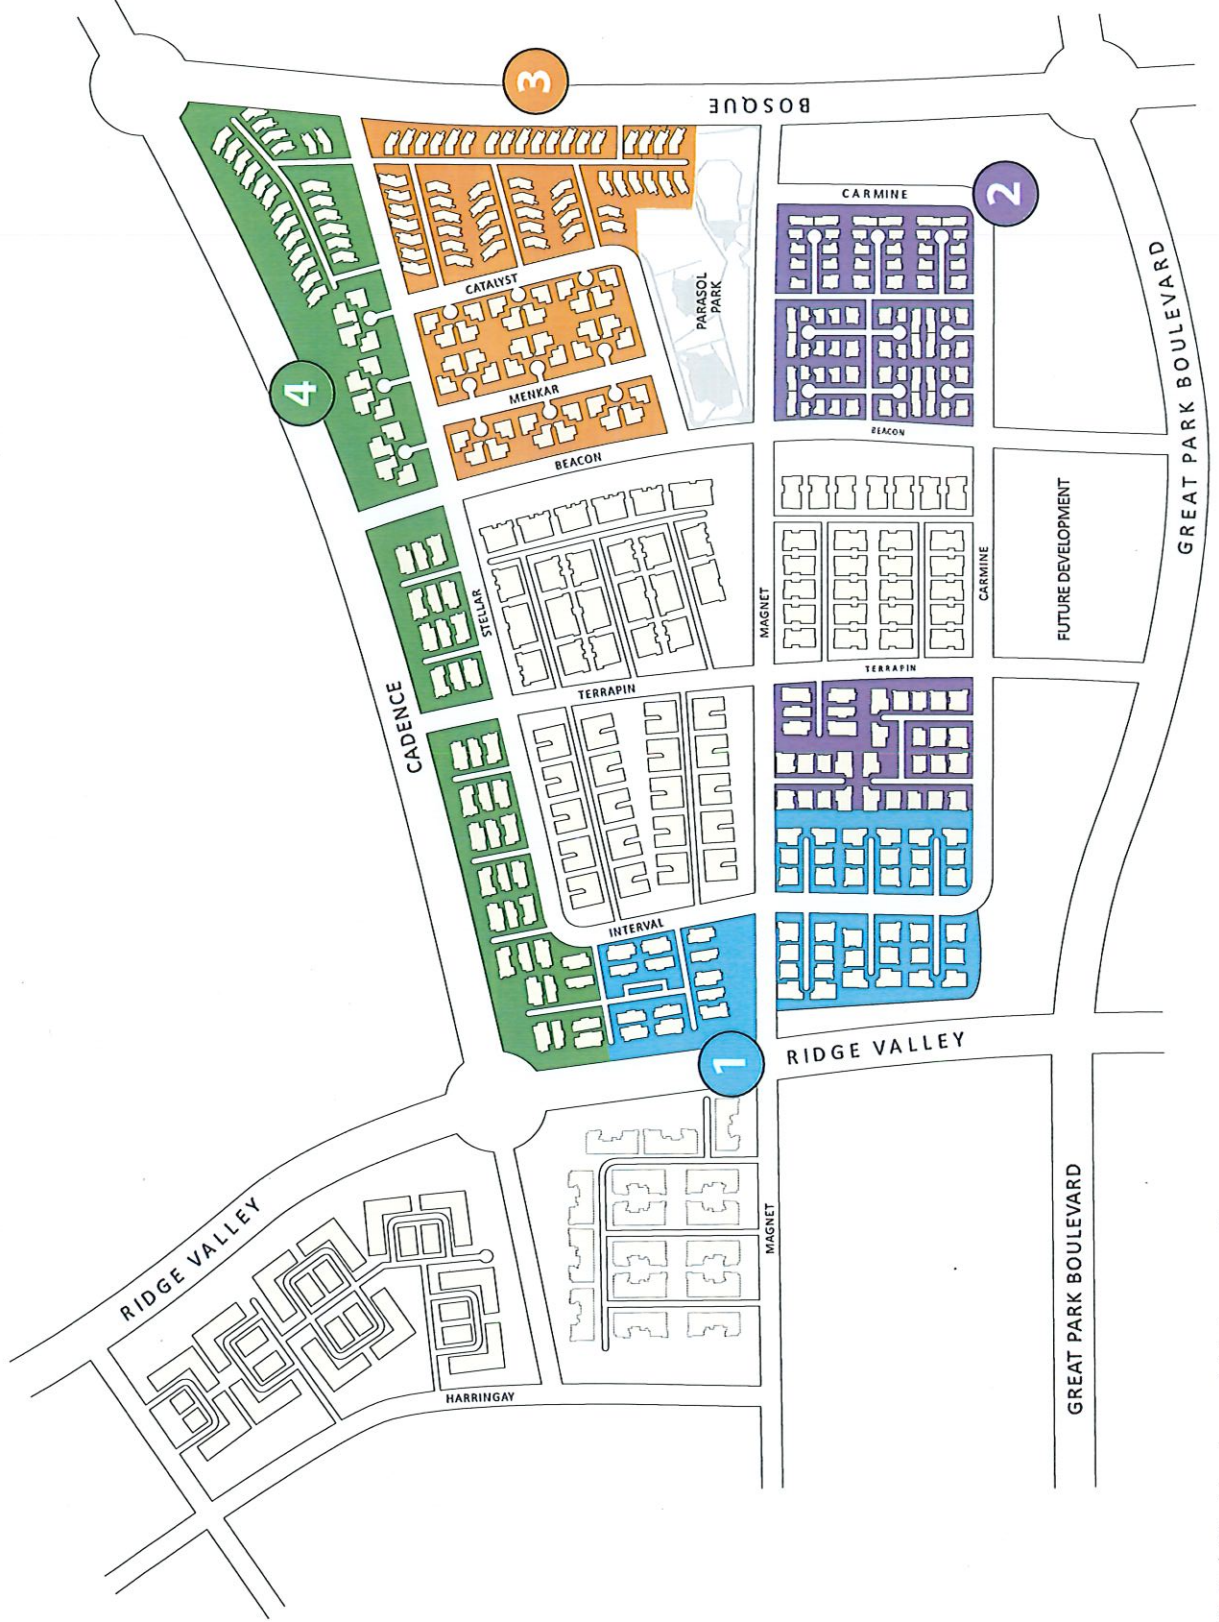 3
BOSQUE
2
CARMINE
4
CATALYST
PARASOL
PARK
GREAT PARK BOULEVARD
MENKAR
BEACON
BEACON
STELLAR
MAGNET
CARMINE
FUTURE DEVELOPMENT
CADENCE
TERRAPIN
TERRAPIN
INTERVAL
1
RIDGE VALLEY
RIDGE VALLEY
MAGNET
GREAT PARK BOULEVARD
HARRINGAY